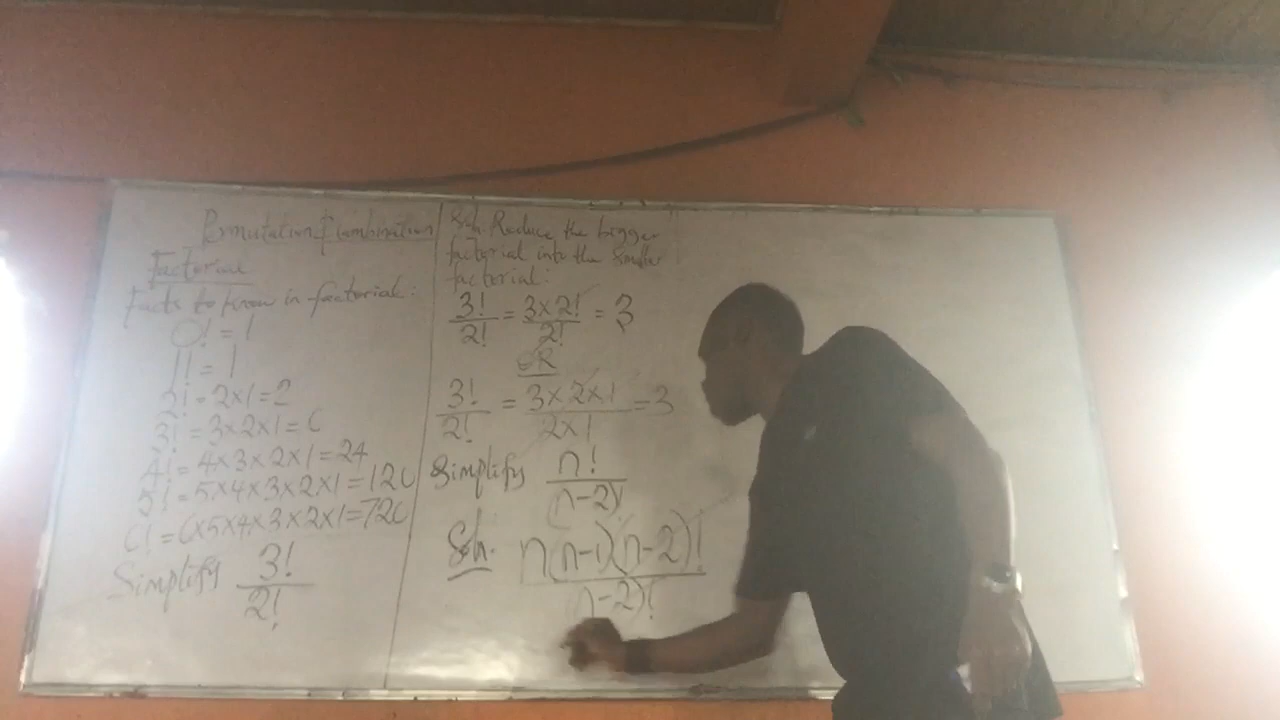 Permutation & Combination
Factorial
Facts to know in factorial:
0! = 1
1! = 1
2! = 2×1=2
3! = 3×2×1= 6
4! = 4×3×2×1=24
5! = 5×4×3×2×1=120
6! = 6×5×4×3×2×1=720
Simplify 3!
2!
Soln. Reduce the bigger
factorial into the smaller
factorial:
3! = 3×2! = 3
2! 2!
OR
3! = 3×2×1 =3
2! 2×1
Simplify n!
(n-2)!
Soln. n(n-1)(n-2)!
(n-2)!